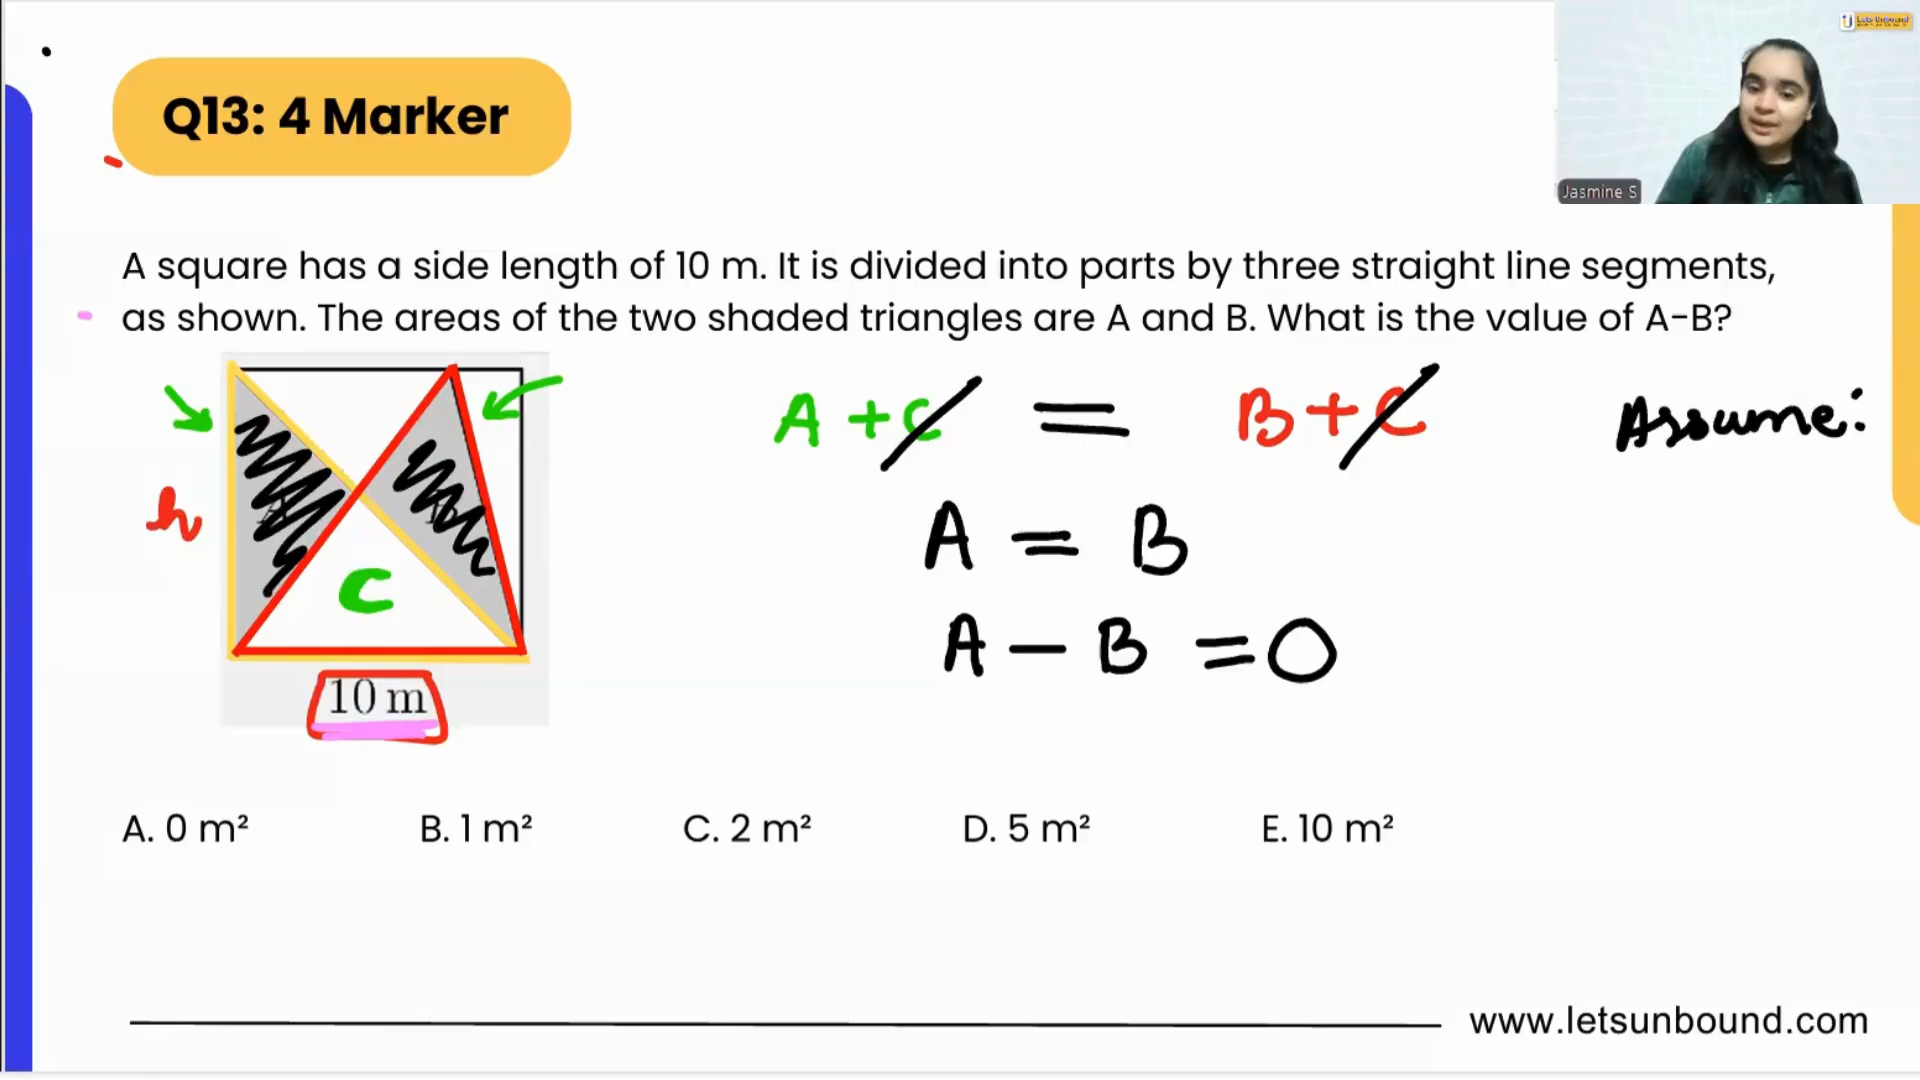 Q13: 4 Marker
Jasmine S
A square has a side length of 10 m. It is divided into parts by three straight line segments,
as shown. The areas of the two shaded triangles are A and B. What is the value of A-B?
A + C = B + C
Assume:
h
A = B
C
A - B = 0
10 m
A. 0 m²
B. 1 m²
C. 2 m²
D. 5 m²
E. 10 m²
www.letsunbound.com